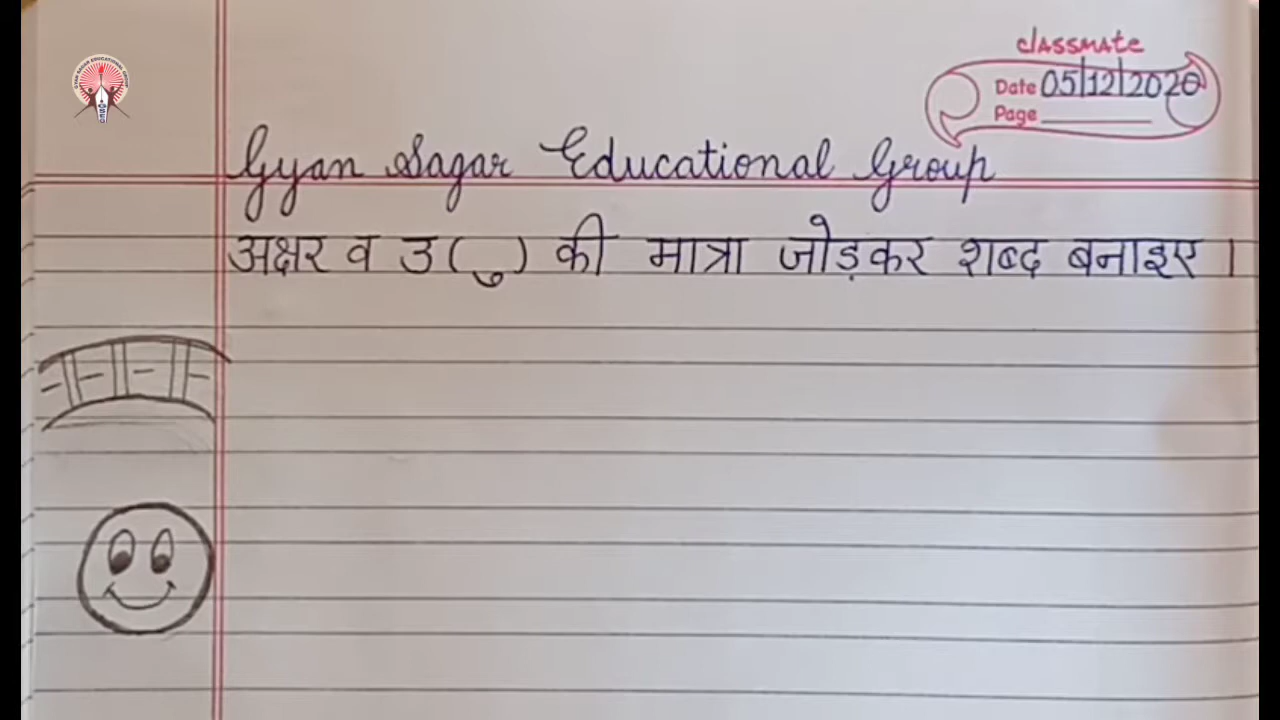 classmate
Date 05/12/2020
Page
Gyan Sagar Educational Group
अक्षर व उ ( ु ) की मात्रा जोड़कर शब्द बनाइए ।